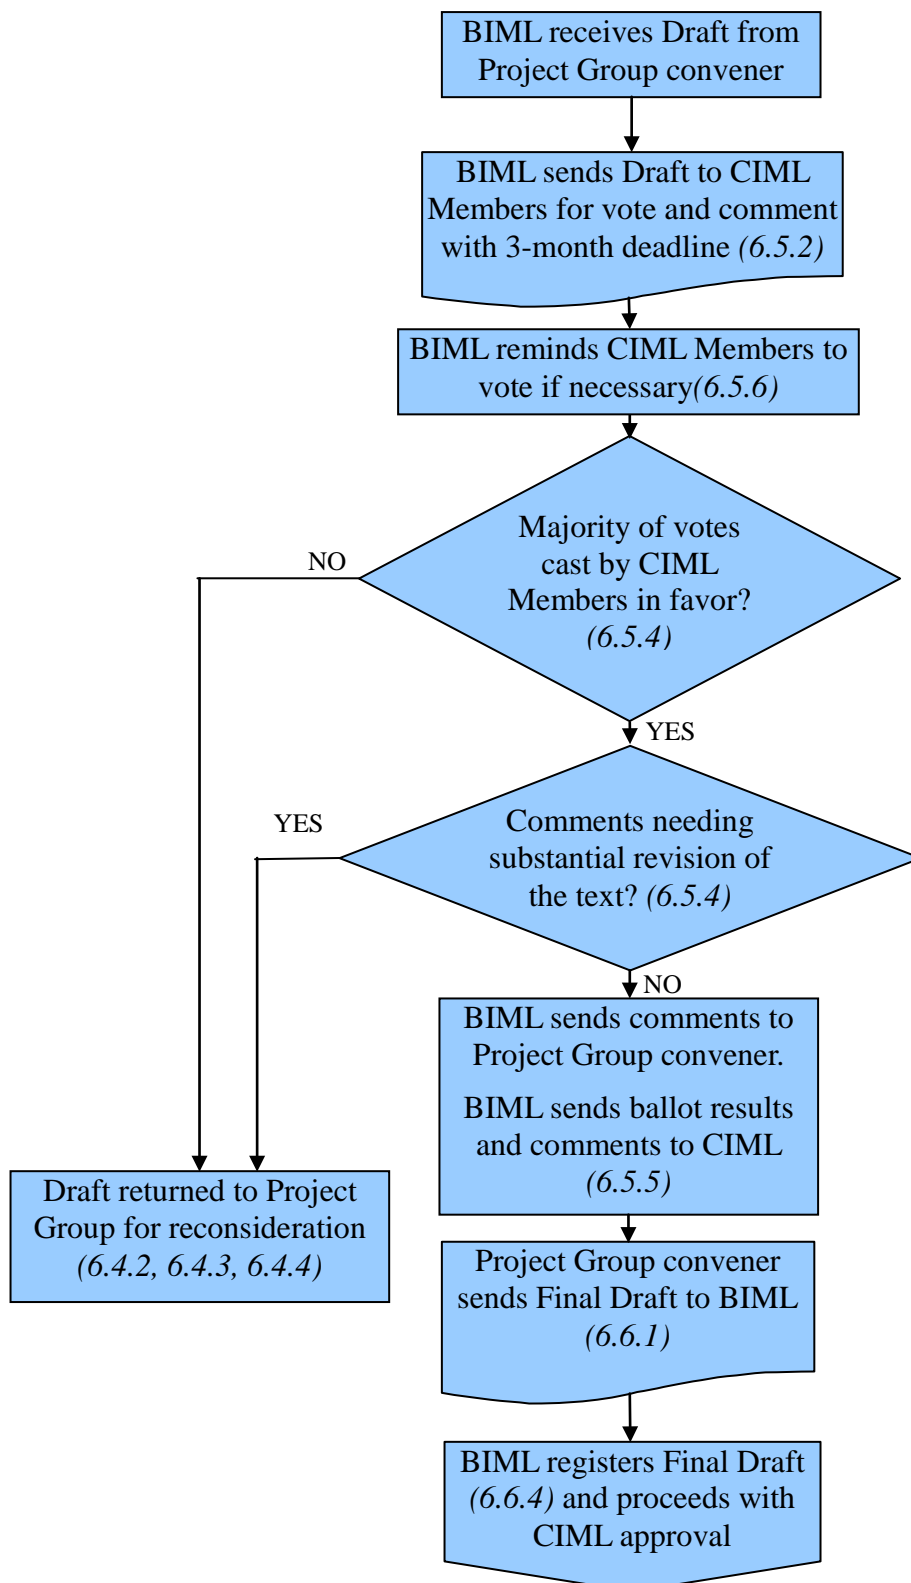 BIML receives Draft from
Project Group convener
BIML sends Draft to CIML
Members for vote and comment
with 3-month deadline (6.5.2)
BIML reminds CIML Members to
vote if necessary(6.5.6)
Majority of votes
cast by CIML
Members in favor?
(6.5.4)
NO
YES
Comments needing
substantial revision of
the text? (6.5.4)
YES
NO
BIML sends comments to
Project Group convener.
BIML sends ballot results
and comments to CIML
(6.5.5)
Draft returned to Project
Group for reconsideration
(6.4.2, 6.4.3, 6.4.4)
Project Group convener
sends Final Draft to BIML
(6.6.1)
BIML registers Final Draft
(6.6.4) and proceeds with
CIML approval